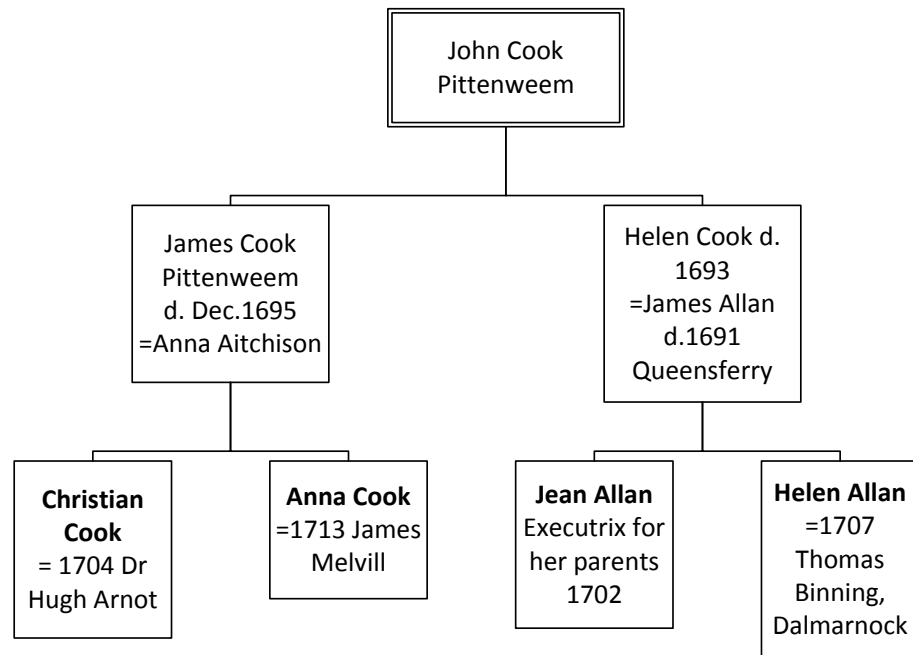 John Cook
Pittenweem
James Cook
Pittenweem
d. Dec.1695
=Anna Aitchison
Helen Cook d.
1693
=James Allan
d.1691
Queensferry
Christian
Cook
= 1704 Dr
Hugh Arnot
Anna Cook
=1713 James
Melvill
Jean Allan
Executrix for
her parents
1702
Helen Allan
=1707
Thomas
Binning,
Dalmarnock